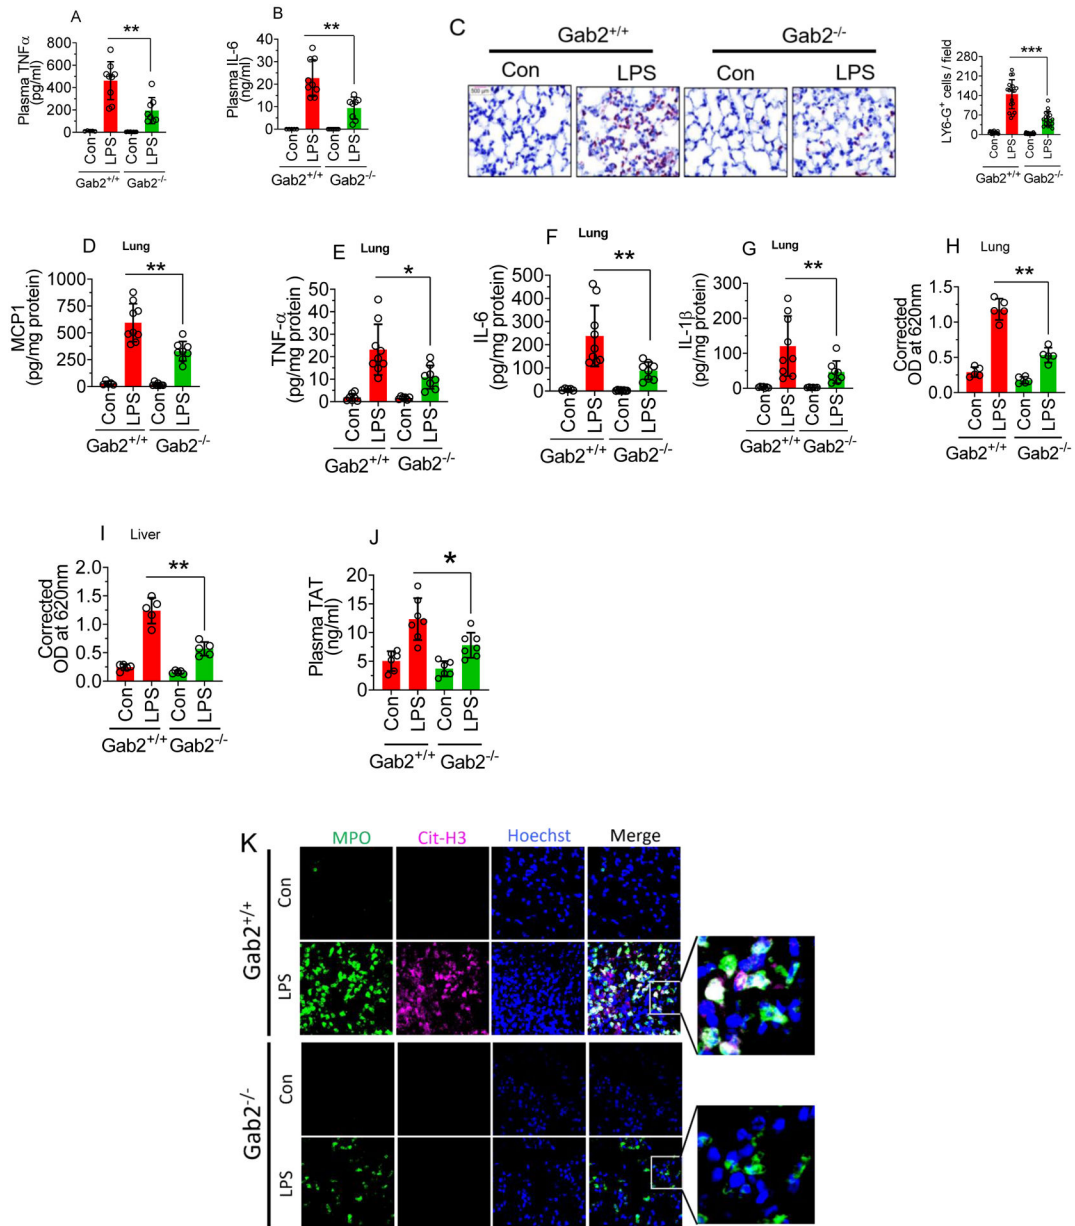 A
Plasma TNFα
(pg/ml)
800
600
400
200
0
**
Con
LPS
Con
LPS
Gab2+/+ Gab2-/-
B
Plasma IL-6
(ng/ml)
40
30
20
10
0
**
Con
LPS
Con
LPS
Gab2+/+ Gab2-/-
C
Gab2+/+ Gab2-/-
Con LPS Con LPS
LY6-G+ cells / field
280
210
140
70
0
***
Con
LPS
Con
LPS
Gab2+/+ Gab2-/-
D Lung
MCP1
(pg/mg protein)
1000
750
500
250
0
**
Con
LPS
Con
LPS
Gab2+/+ Gab2-/-
E Lung
TNF-α
(pg/mg protein)
50
40
30
20
10
0
*
Con
LPS
Con
LPS
Gab2+/+ Gab2-/-
F Lung
IL-6
(pg/mg protein)
500
400
300
200
100
0
**
Con
LPS
Con
LPS
Gab2+/+ Gab2-/-
G Lung
IL-1β
(pg/mg protein)
300
200
100
0
**
Con
LPS
Con
LPS
Gab2+/+ Gab2-/-
H Lung
Corrected
OD at 620nm
1.5
1.0
0.5
0.0
**
Con
LPS
Con
LPS
Gab2+/+ Gab2-/-
I Liver
Corrected
OD at 620nm
2.0
1.5
1.0
0.5
0.0
**
Con
LPS
Con
LPS
Gab2+/+ Gab2-/-
J
Plasma TAT
(ng/ml)
20
15
10
5
0
*
Con
LPS
Con
LPS
Gab2+/+ Gab2-/-
K
MPO Cit-H3 Hoechst Merge
Gab2+/+
Con
LPS
Gab2-/-
Con
LPS